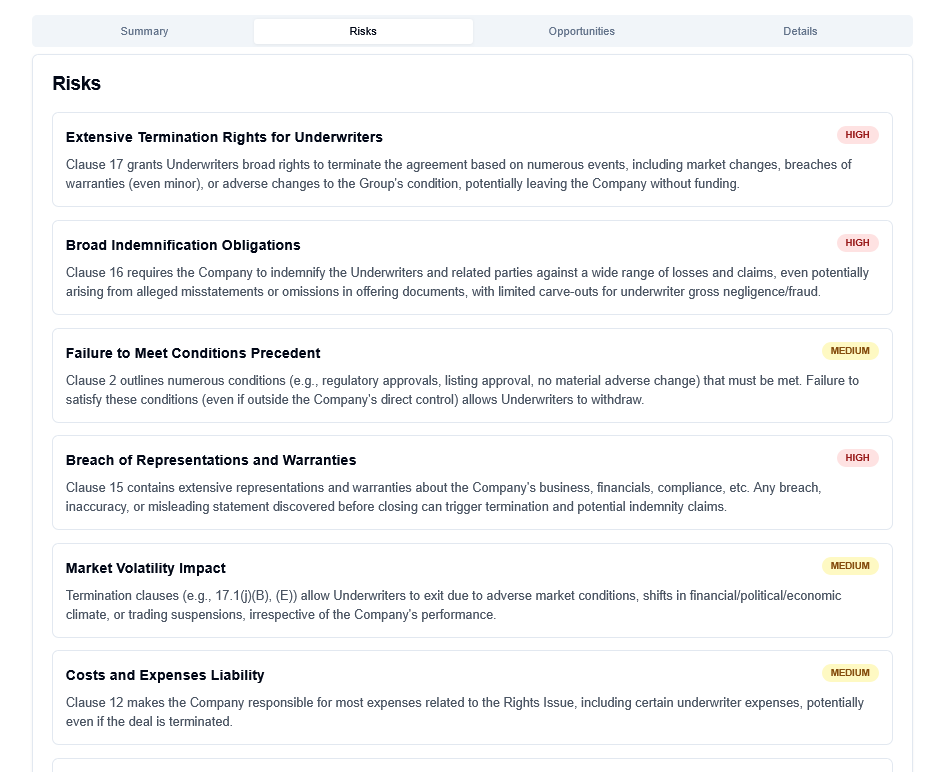 Summary
Risks
Opportunities
Details
Risks
Extensive Termination Rights for Underwriters
HIGH
Clause 17 grants Underwriters broad rights to terminate the agreement based on numerous events, including market changes, breaches of
warranties (even minor), or adverse changes to the Group's condition, potentially leaving the Company without funding.
Broad Indemnification Obligations
HIGH
Clause 16 requires the Company to indemnify the Underwriters and related parties against a wide range of losses and claims, even potentially
arising from alleged misstatements or omissions in offering documents, with limited carve-outs for underwriter gross negligence/fraud.
Failure to Meet Conditions Precedent
MEDIUM
Clause 2 outlines numerous conditions (e.g., regulatory approvals, listing approval, no material adverse change) that must be met. Failure to
satisfy these conditions (even if outside the Company's direct control) allows Underwriters to withdraw.
Breach of Representations and Warranties
HIGH
Clause 15 contains extensive representations and warranties about the Company's business, financials, compliance, etc. Any breach,
inaccuracy, or misleading statement discovered before closing can trigger termination and potential indemnity claims.
Market Volatility Impact
MEDIUM
Termination clauses (e.g., 17.1(j)(B), (E)) allow Underwriters to exit due to adverse market conditions, shifts in financial/political/economic
climate, or trading suspensions, irrespective of the Company's performance.
Costs and Expenses Liability
MEDIUM
Clause 12 makes the Company responsible for most expenses related to the Rights Issue, including certain underwriter expenses, potentially
even if the deal is terminated.